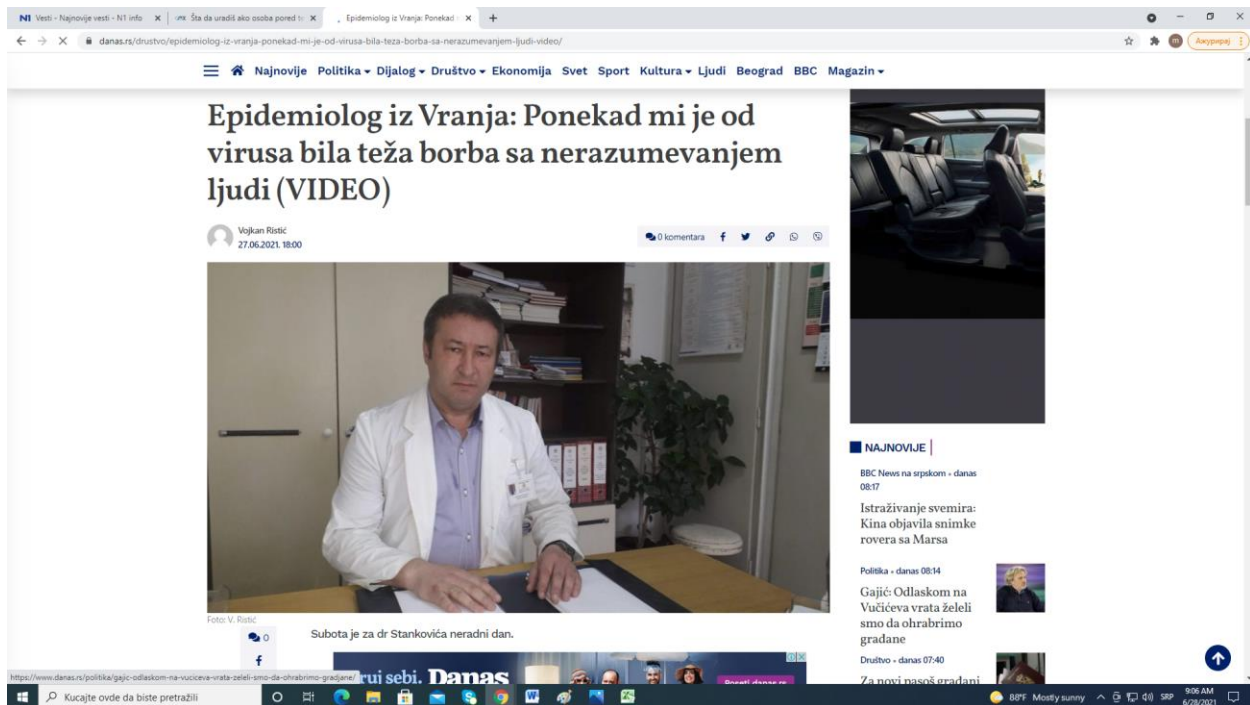 N1 Vesti - Najnovije vesti - N1 info
Šta da uradiš ako osoba pored t
Epidemiolog iz Vranja: Ponekad
danas.rs/drustvo/epidemiolog-iz-vranja-ponekad-mi-je-od-virusa-bila-teza-borba-sa-nerazumevanjem-ljudi-video/
m
Ажурирај
Najnovije Politika Dijalog Društvo Ekonomija Svet Sport Kultura Ljudi Beograd BBC Magazin
Epidemiolog iz Vranja: Ponekad mi je od
virusa bila teža borba sa nerazumevanjem
ljudi (VIDEO)
Vojkan Ristić
27.06.2021. 18:00
0 komentara
Foto: V. Ristić
0
Subota je za dr Stankovića neradni dan.
ruj sebi. Danas
Poseti danas.rs
NAJNOVIJE
BBC News na srpskom - danas
08:17
Istraživanje svemira:
Kina objavila snimke
rovera sa Marsa
Politika - danas 08:14
Gajić: Odlaskom na
Vučićeva vrata želeli
smo da ohrabrimo
građane
Društvo - danas 07:40
Za novi pasoš građani
https://www.danas.rs/politika/gajic-odlaskom-na-vuciceva-vrata-zeleli-smo-da-ohrabrimo-gradjane/
Kucajte ovde da biste pretražili
88°F Mostly sunny
SRP
9:06 AM
6/28/2021